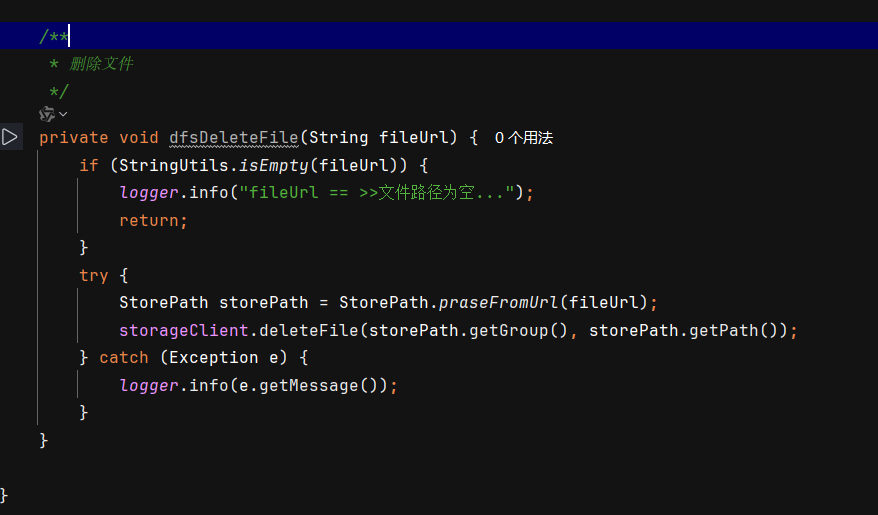 /**
 * 删除文件
 */
private void dfsDeleteFile(String fileUrl) {  0 个用法
    if (StringUtils.isEmpty(fileUrl)) {
        logger.info("fileUrl == >>文件路径为空...");
        return;
    }
    try {
        StorePath storePath = StorePath.praseFromUrl(fileUrl);
        storageClient.deleteFile(storePath.getGroup(), storePath.getPath());
    } catch (Exception e) {
        logger.info(e.getMessage());
    }
}
}